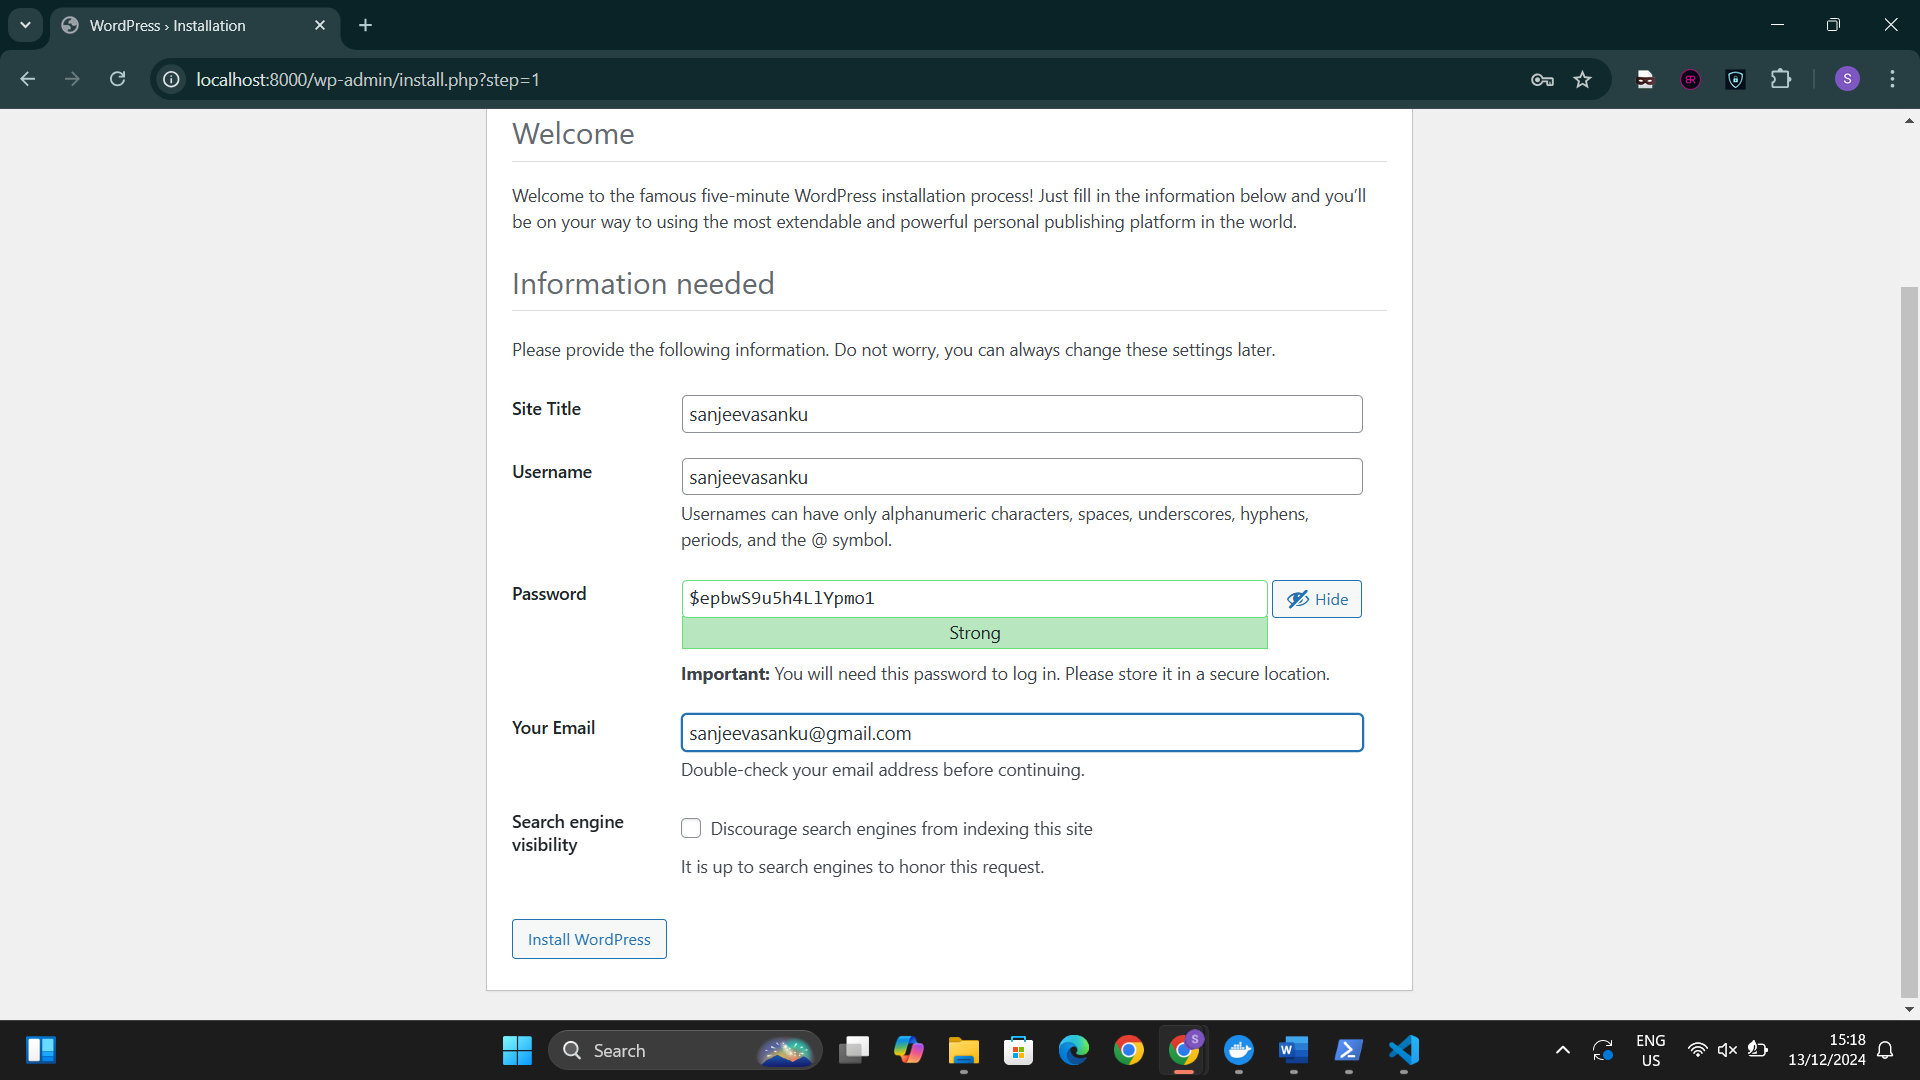 WordPress › Installation
localhost:8000/wp-admin/install.php?step=1
BR
S
Welcome
Welcome to the famous five-minute WordPress installation process! Just fill in the information below and you’ll
be on your way to using the most extendable and powerful personal publishing platform in the world.
Information needed
Please provide the following information. Do not worry, you can always change these settings later.
Site Title
sanjeevasanku
Username
sanjeevasanku
Usernames can have only alphanumeric characters, spaces, underscores, hyphens,
periods, and the @ symbol.
Password
$epbwS9u5h4LlYpmo1
Hide
Strong
Important: You will need this password to log in. Please store it in a secure location.
Your Email
sanjeevasanku@gmail.com
Double-check your email address before continuing.
Search engine
visibility
Discourage search engines from indexing this site
It is up to search engines to honor this request.
Install WordPress
Search
S
W
ENG
US
15:18
13/12/2024